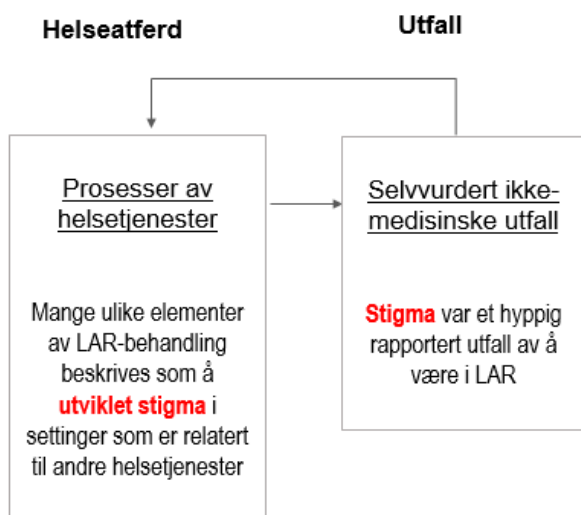 Helseatferd
Utfall
Prosesser av
helsetjenester
Mange ulike elementer
av LAR-behandling
beskrives som å
utviklet stigma i
settinger som er relatert
til andre helsetjenester
Selvvurdert ikke-
medisinske utfall
Stigma var et hyppig
rapportert utfall av å
være i LAR